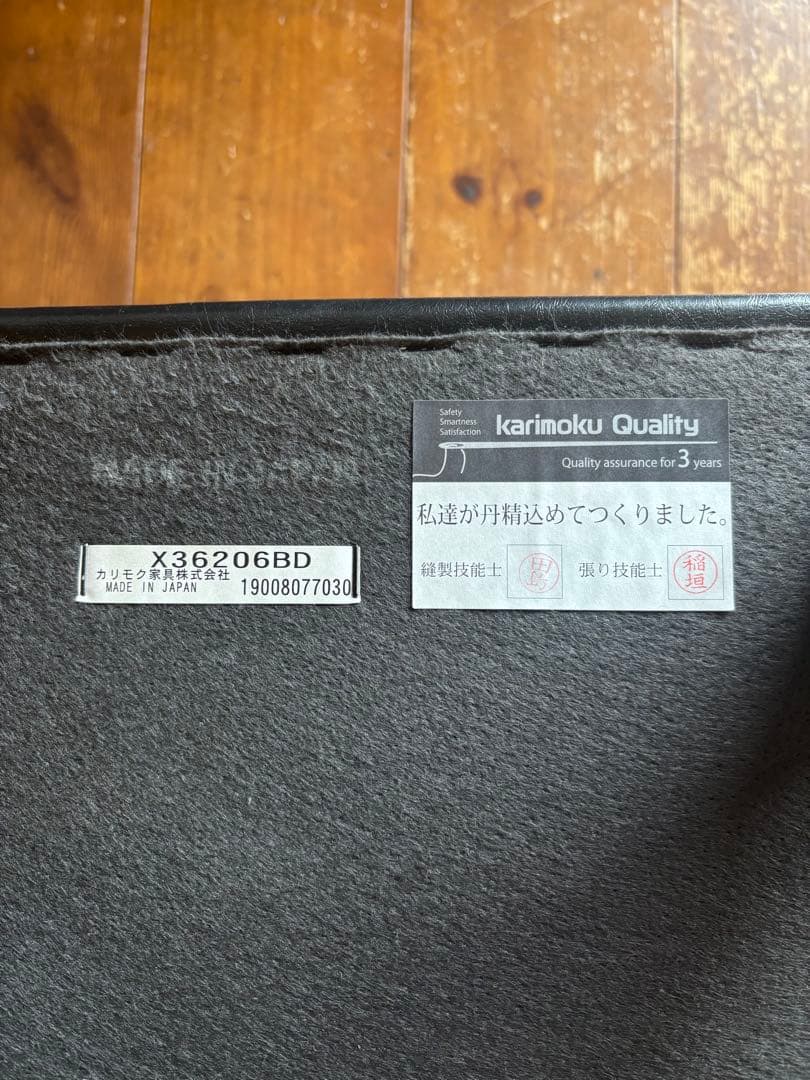 X36206BD
カリモク家具株式会社
MADE IN JAPAN 19008077030
Safety
Smartness
Satisfaction
karimoku Quality
Quality assurance for 3 years
私達が丹精込めてつくりました。
縫製技能士 田島 張り技能士 稲垣